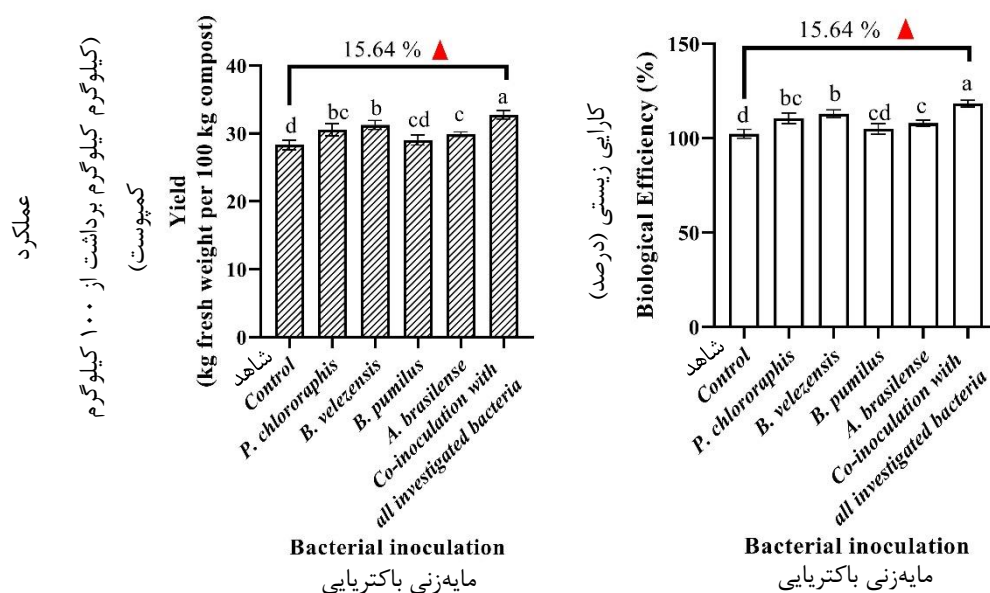 عملکرد
(کیلوگرم کیلوگرم برداشت از ۱۰۰ کیلوگرم
کمپوست)
Yield
(kg fresh weight per 100 kg compost)
15.64 %
40
30
20
10
0
d
bc
b
cd
c
a
شاهد
Control
P. chlororaphis
B. velezensis
B. pumilus
A. brasilense
Co-inoculation with
all investigated bacteria
Bacterial inoculation
مایه‌زنی باکتریایی
کارایی زیستی (درصد)
Biological Efficiency (%)
15.64 %
150
100
50
0
d
bc
b
cd
c
a
شاهد
Control
P. chlororaphis
B. velezensis
B. pumilus
A. brasilense
Co-inoculation with
all investigated bacteria
Bacterial inoculation
مایه‌زنی باکتریایی